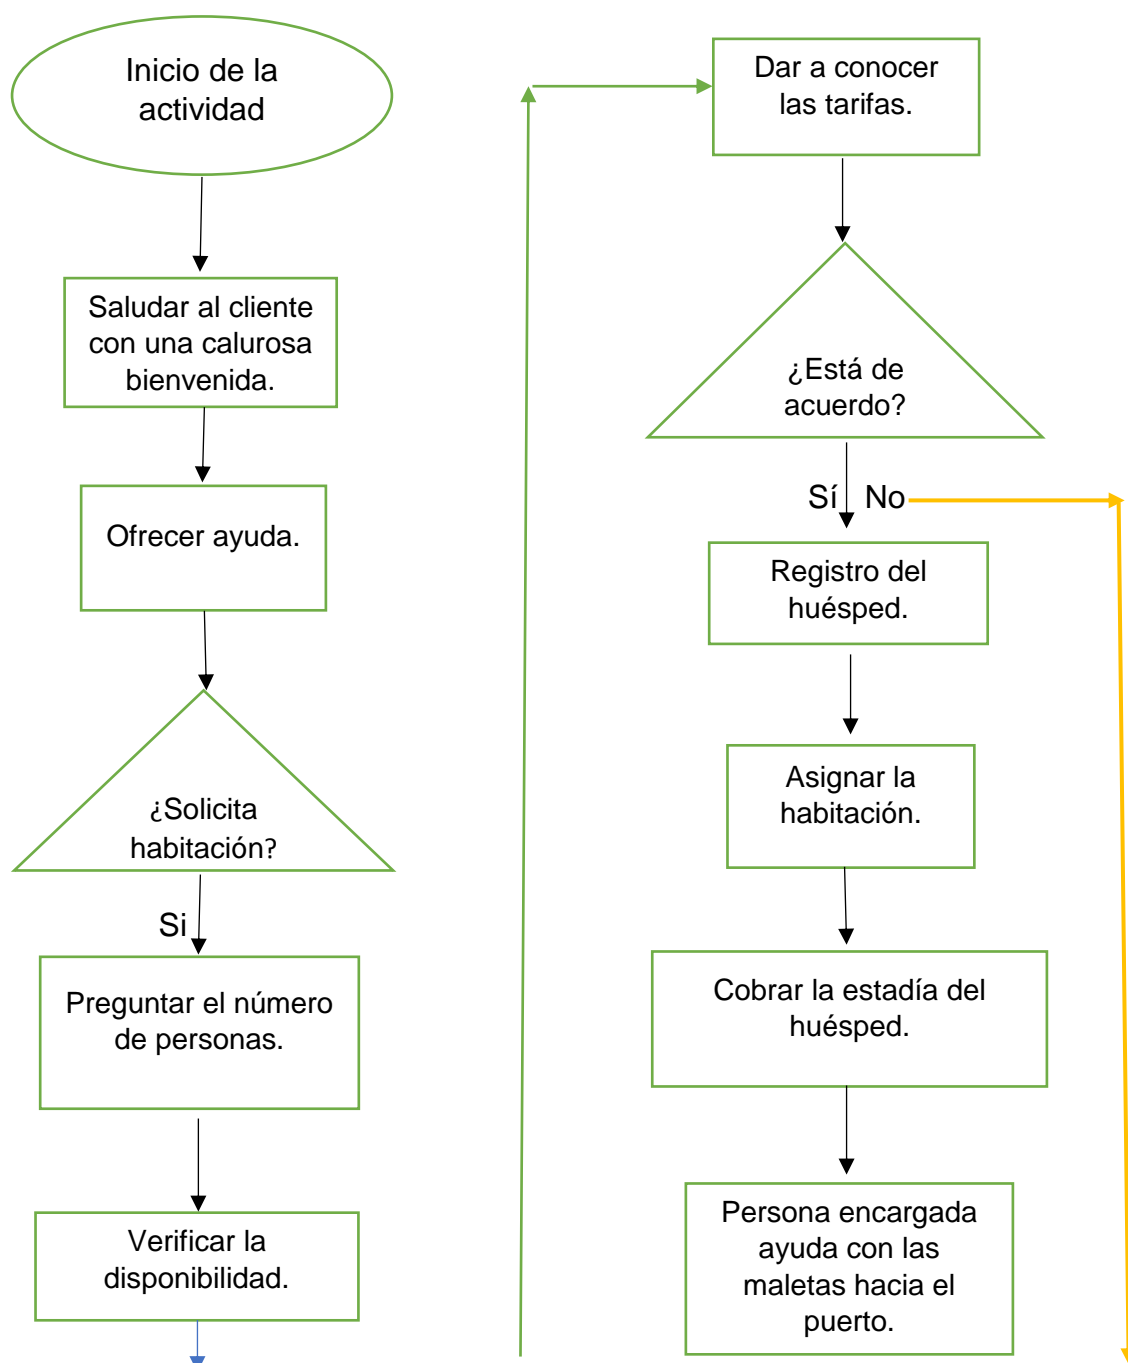 Inicio de la
actividad
Saludar al cliente
con una calurosa
bienvenida.
Ofrecer ayuda.
¿Solicita
habitación?
Si
Preguntar el número
de personas.
Verificar la
disponibilidad.
Dar a conocer
las tarifas.
¿Está de
acuerdo?
Sí No
Registro del
huésped.
Asignar la
habitación.
Cobrar la estadía del
huésped.
Persona encargada
ayuda con las
maletas hacia el
puerto.